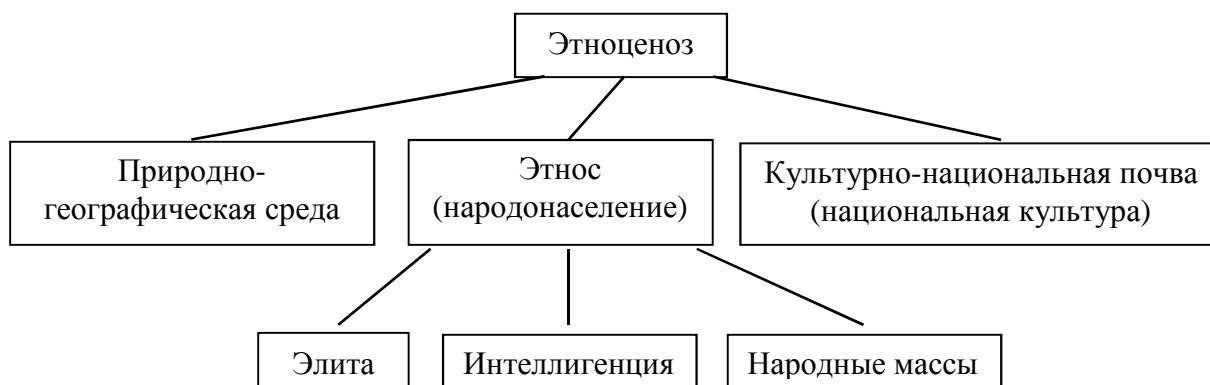 Этноценоз
Природно-
географическая среда
Этнос
(народонаселение)
Культурно-национальная почва
(национальная культура)
Элита
Интеллигенция
Народные массы